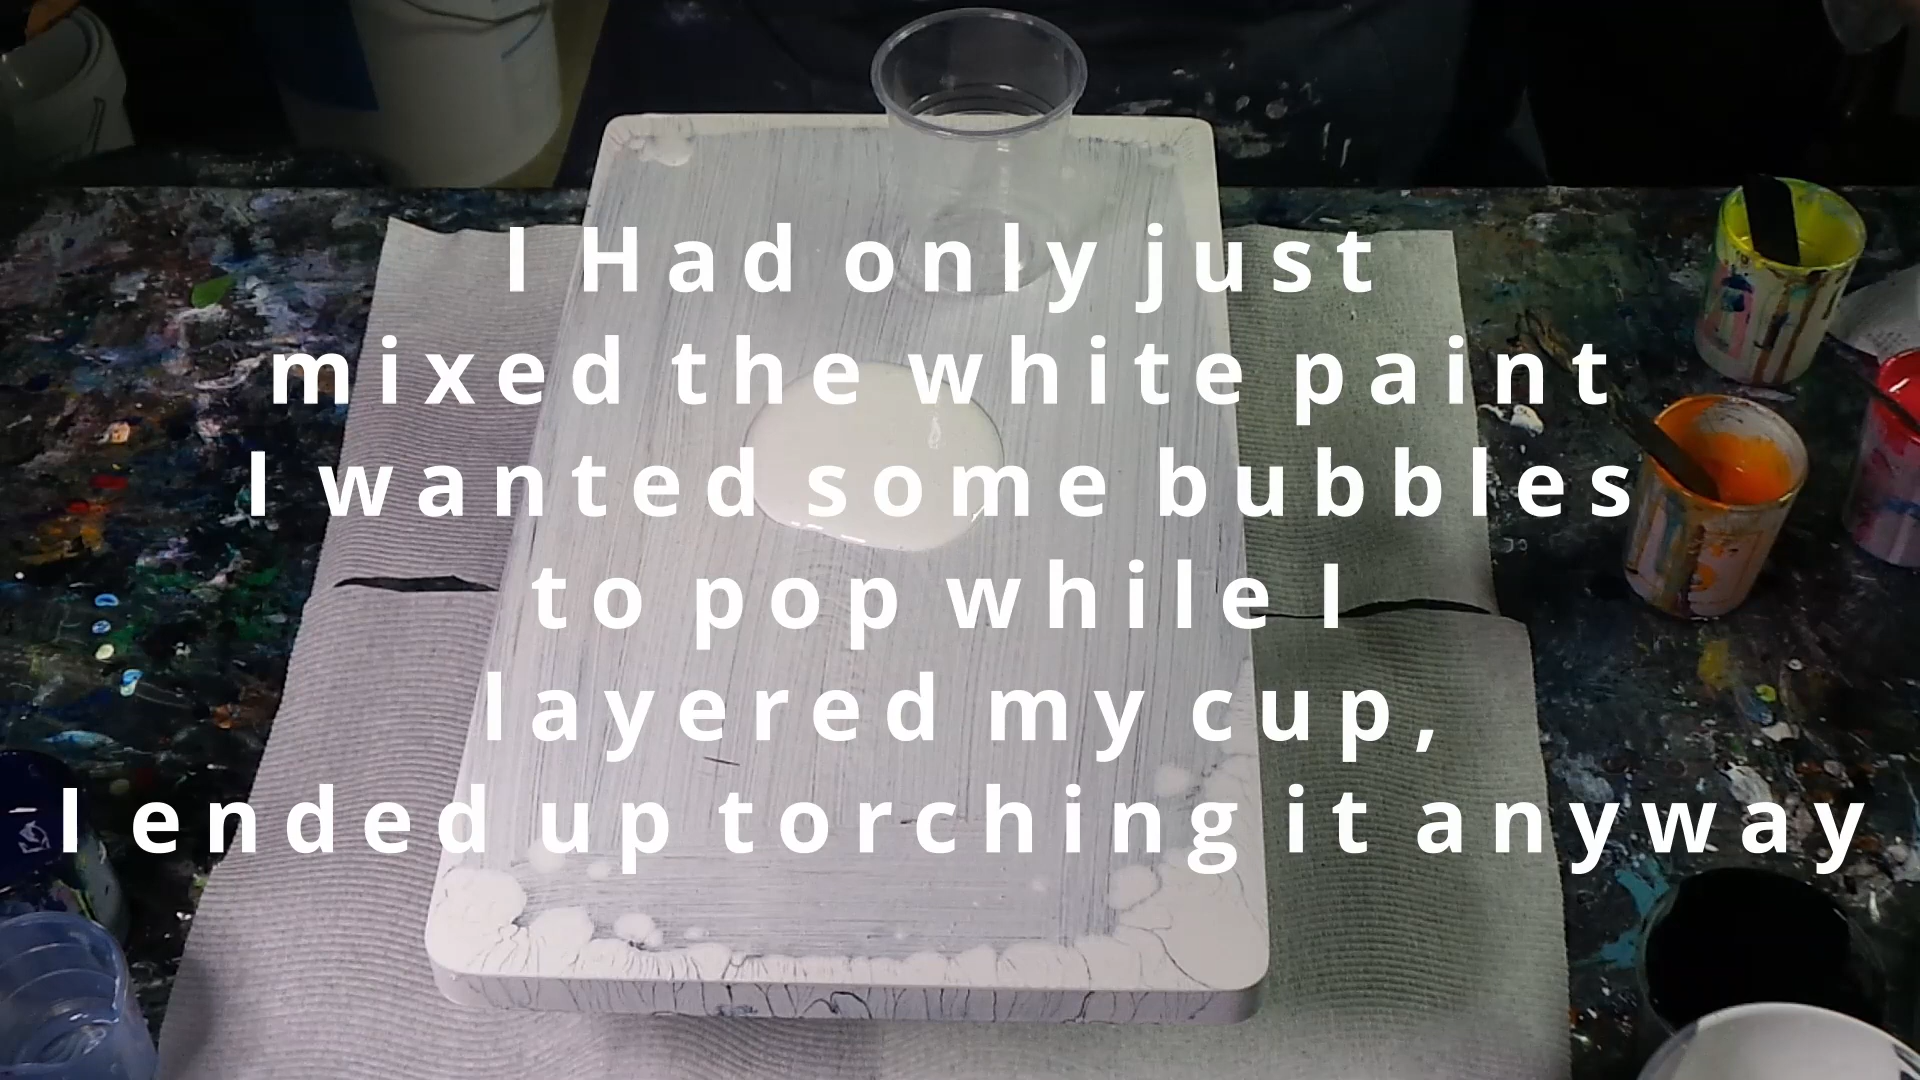 I Had only just
mixed the white paint
I wanted some bubbles
to pop while I
layered my cup,
I ended up torching it anyway